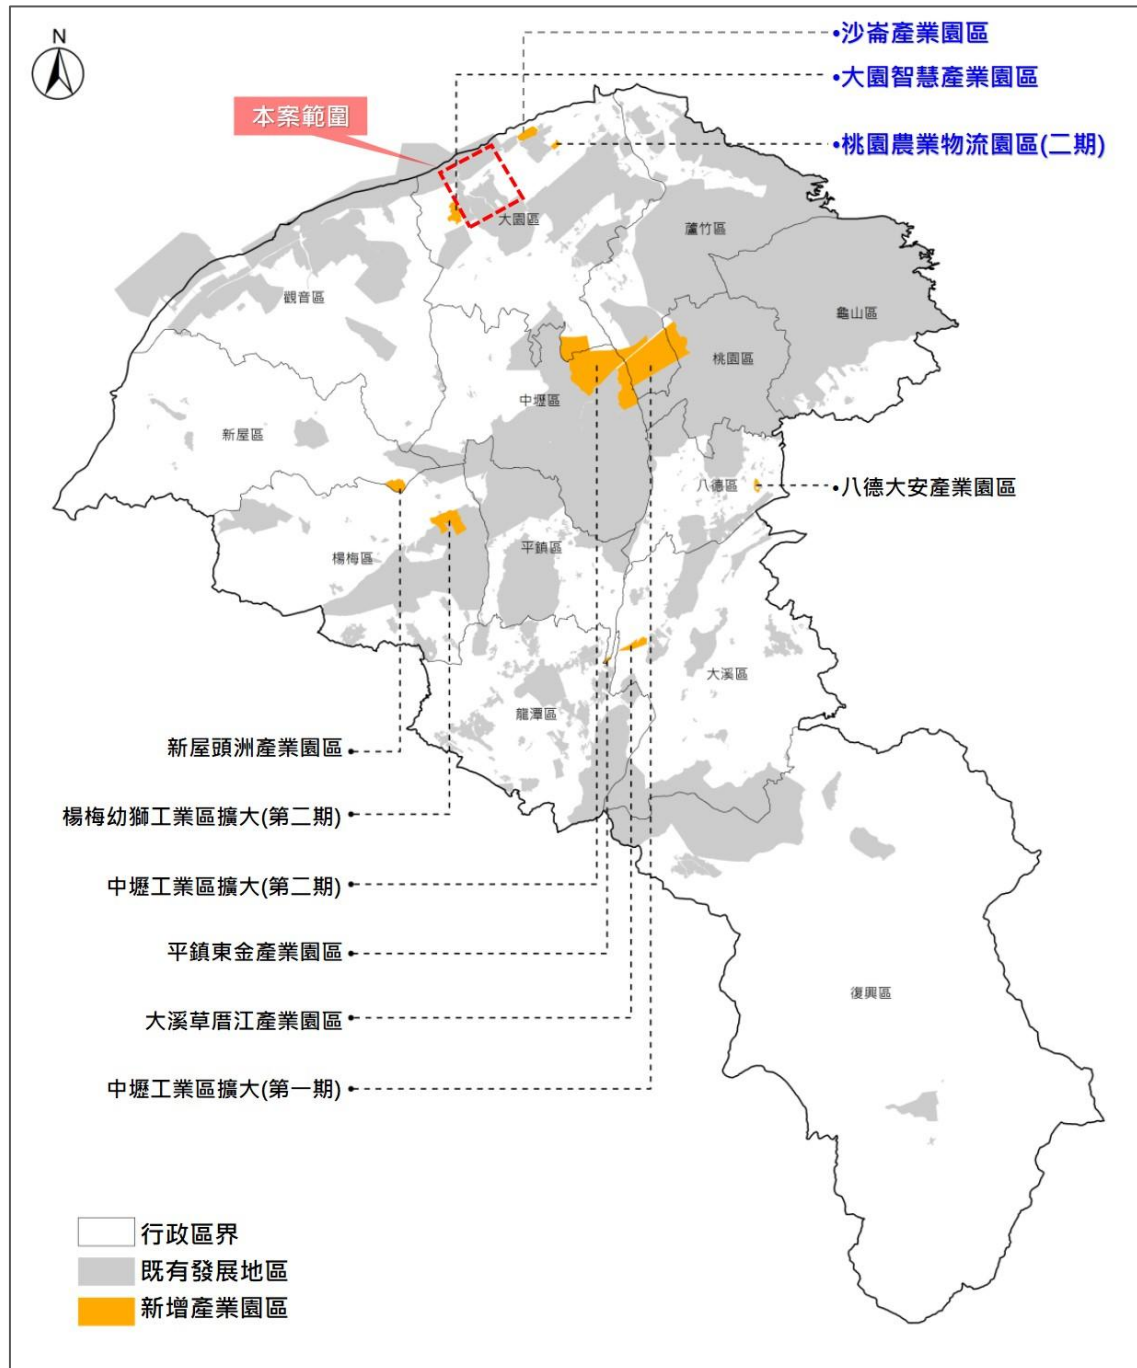 N
•沙崙產業園區
•大園智慧產業園區
本案範圍
•桃園農業物流園區(二期)
大園區
蘆竹區
觀音區
龜山區
桃園區
中壢區
新屋區
八德區
•八德大安產業園區
楊梅區
平鎮區
大溪區
龍潭區
新屋頭洲產業園區
楊梅幼獅工業區擴大(第二期)
中壢工業區擴大(第二期)
平鎮東金產業園區
復興區
大溪草厝江產業園區
中壢工業區擴大(第一期)
行政區界
既有發展地區
新增產業園區